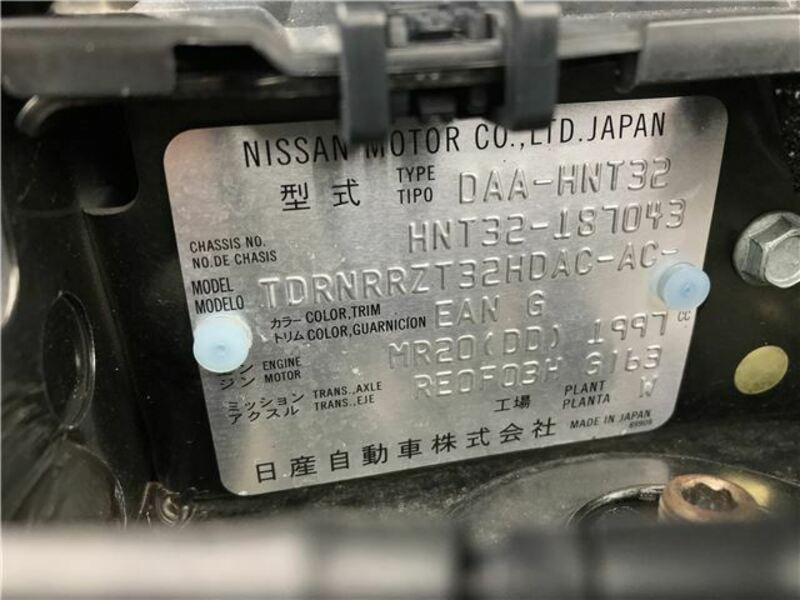 NISSAN MOTOR CO.,LTD.JAPAN
型式 TYPE TIPO DAA-HNT32
CHASSIS NO. NO.DE CHASIS HNT32-187043
MODEL MODELO TDRNRRZT32HDAC-AC-
カラー COLOR,TRIM
トリム COLOR,GUARNICION EAN G
ENGINE MOTOR MR20(DD) 1997 CC
ミッション アクスル TRANS.,AXLE TRANS.,EJE RE0F03H G163
工場 PLANT PLANTA W
日産自動車株式会社 MADE IN JAPAN